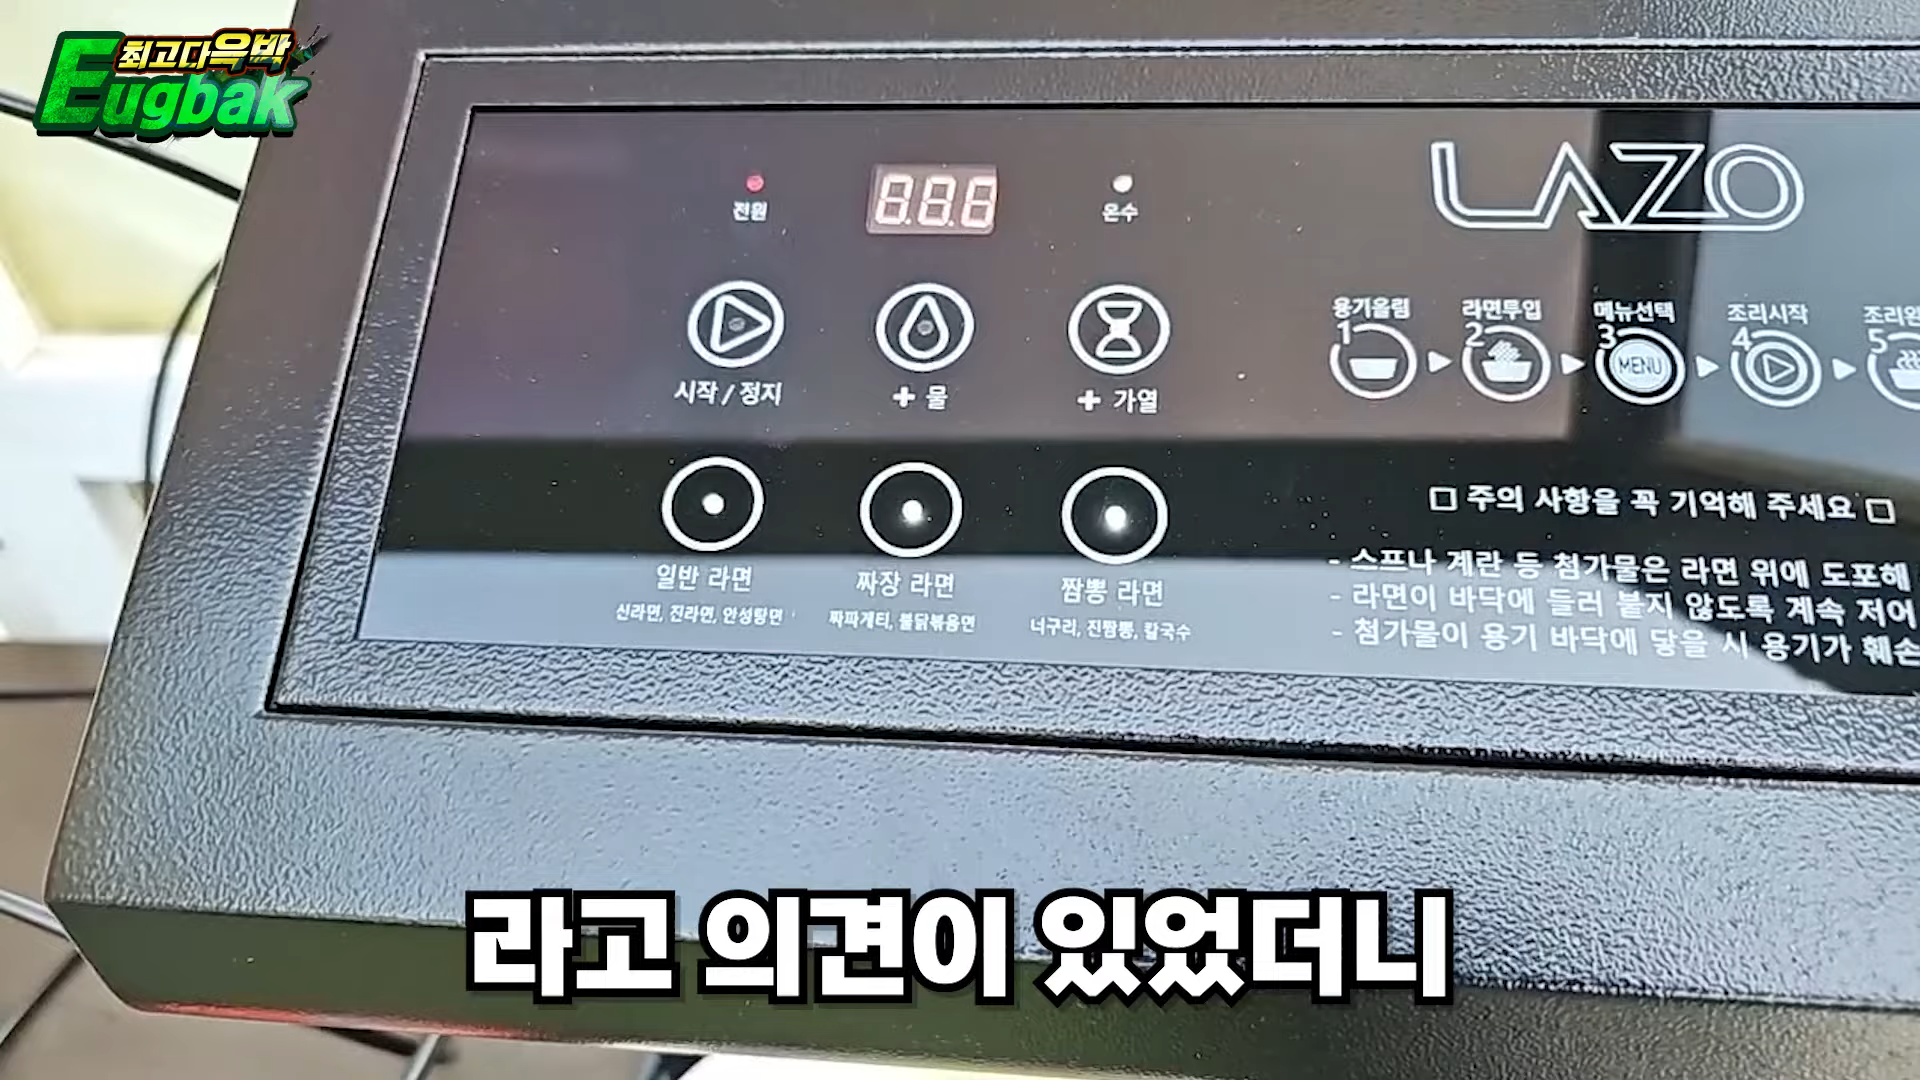 최고다윽박
Eugbak
전원
8.8.8
온수
LAZO
시작 / 정지
+ 물
+ 가열
용기올림
라면투입
메뉴선택
조리시작
1
2
3
4
5
MENU
일반 라면
짜장 라면
짬뽕 라면
신라면, 진라면, 안성탕면
짜파게티, 불닭볶음면
너구리, 진짬뽕, 칼국수
□ 주의 사항을 꼭 기억해 주세요 □
- 스프나 계란 등 첨가물은 라면 위에 도포해
- 라면이 바닥에 들러 붙지 않도록 계속 저어
- 첨가물이 용기 바닥에 닿을 시 용기가 훼손
라고 의견이 있었더니